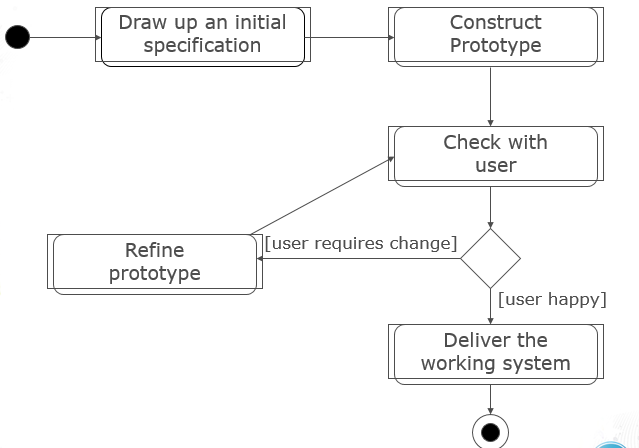 Draw up an initial
specification
Construct
Prototype
Check with
user
[user requires change]
Refine
prototype
[user happy]
Deliver the
working system